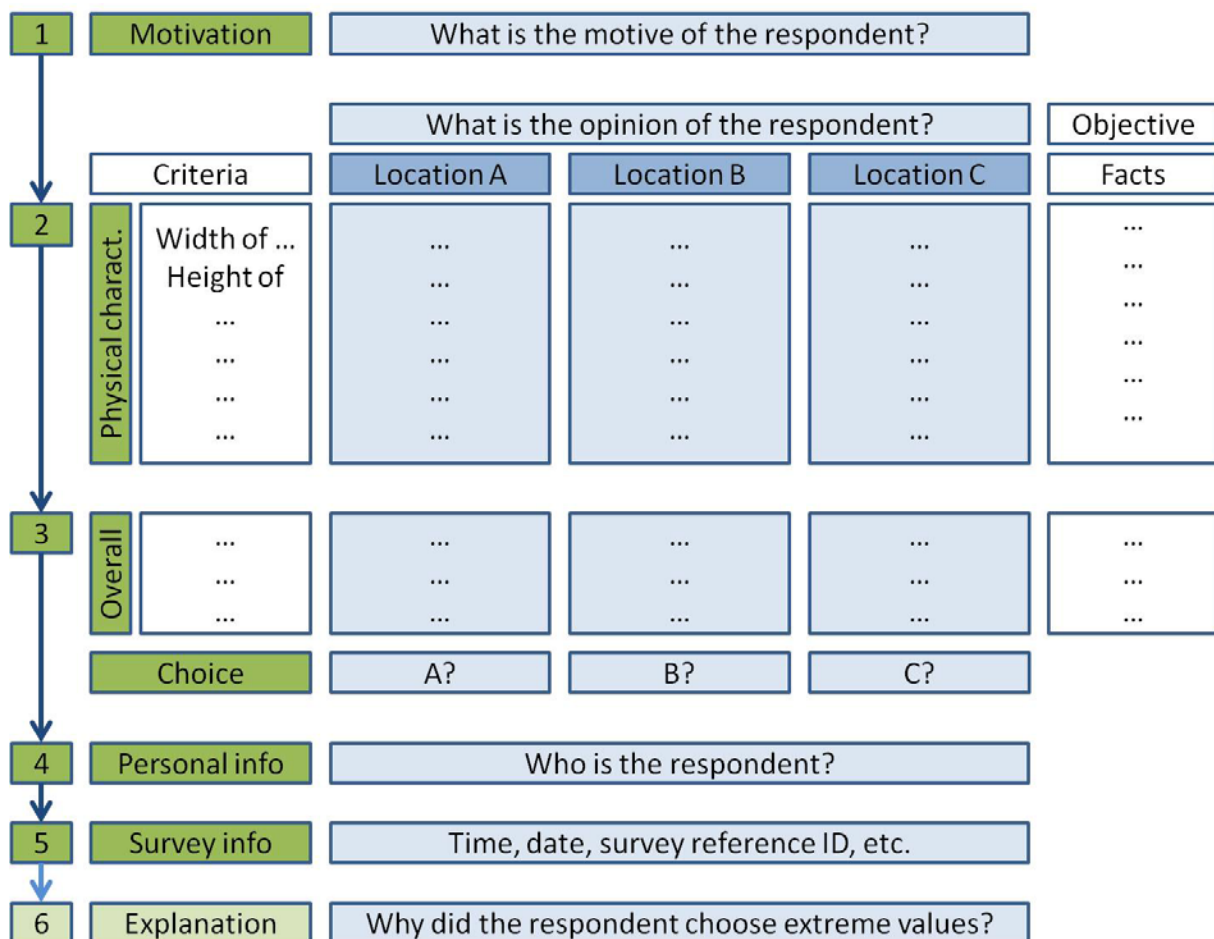 1 Motivation What is the motive of the respondent?
What is the opinion of the respondent? Objective
Criteria Location A Location B Location C Facts
2 Physical charact.
Width of ... ... ... ... ...
Height of ... ... ... ...
... ... ... ... ...
... ... ... ... ...
... ... ... ... ...
... ... ... ... ...
3 Overall
... ... ... ... ...
... ... ... ... ...
... ... ... ... ...
Choice A? B? C?
4 Personal info Who is the respondent?
5 Survey info Time, date, survey reference ID, etc.
6 Explanation Why did the respondent choose extreme values?